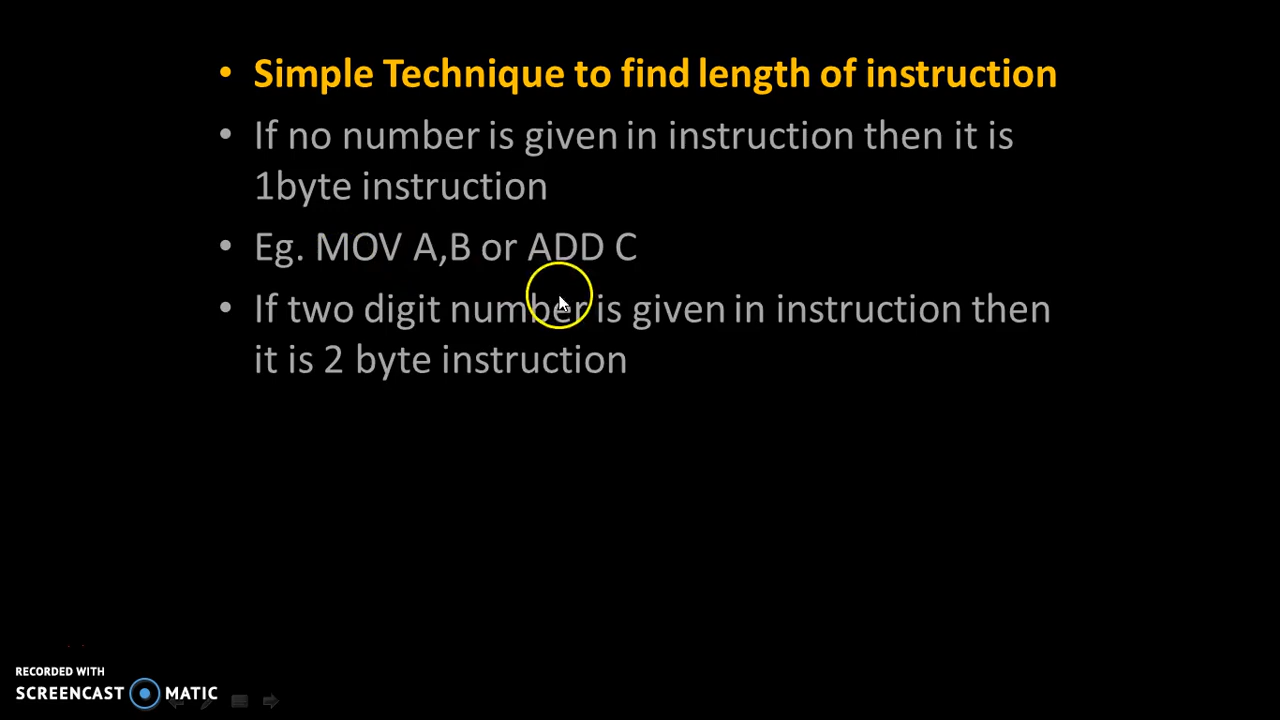 • Simple Technique to find length of instruction
• If no number is given in instruction then it is
1byte instruction
• Eg. MOV A,B or ADD C
• If two digit number is given in instruction then
it is 2 byte instruction
RECORDED WITH
SCREENCAST MATIC